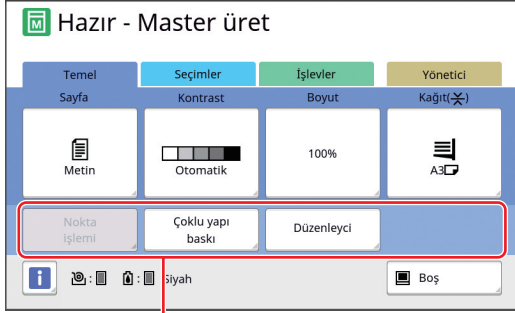 Hazır - Master üret
Temel Seçimler İşlevler Yönetici
Sayfa Kontrast Boyut Kağıt( )
Metin Otomatik 100% A3
Nokta işlemi
Çoklu yapı baskı
Düzenleyci
i : : Siyah Boş